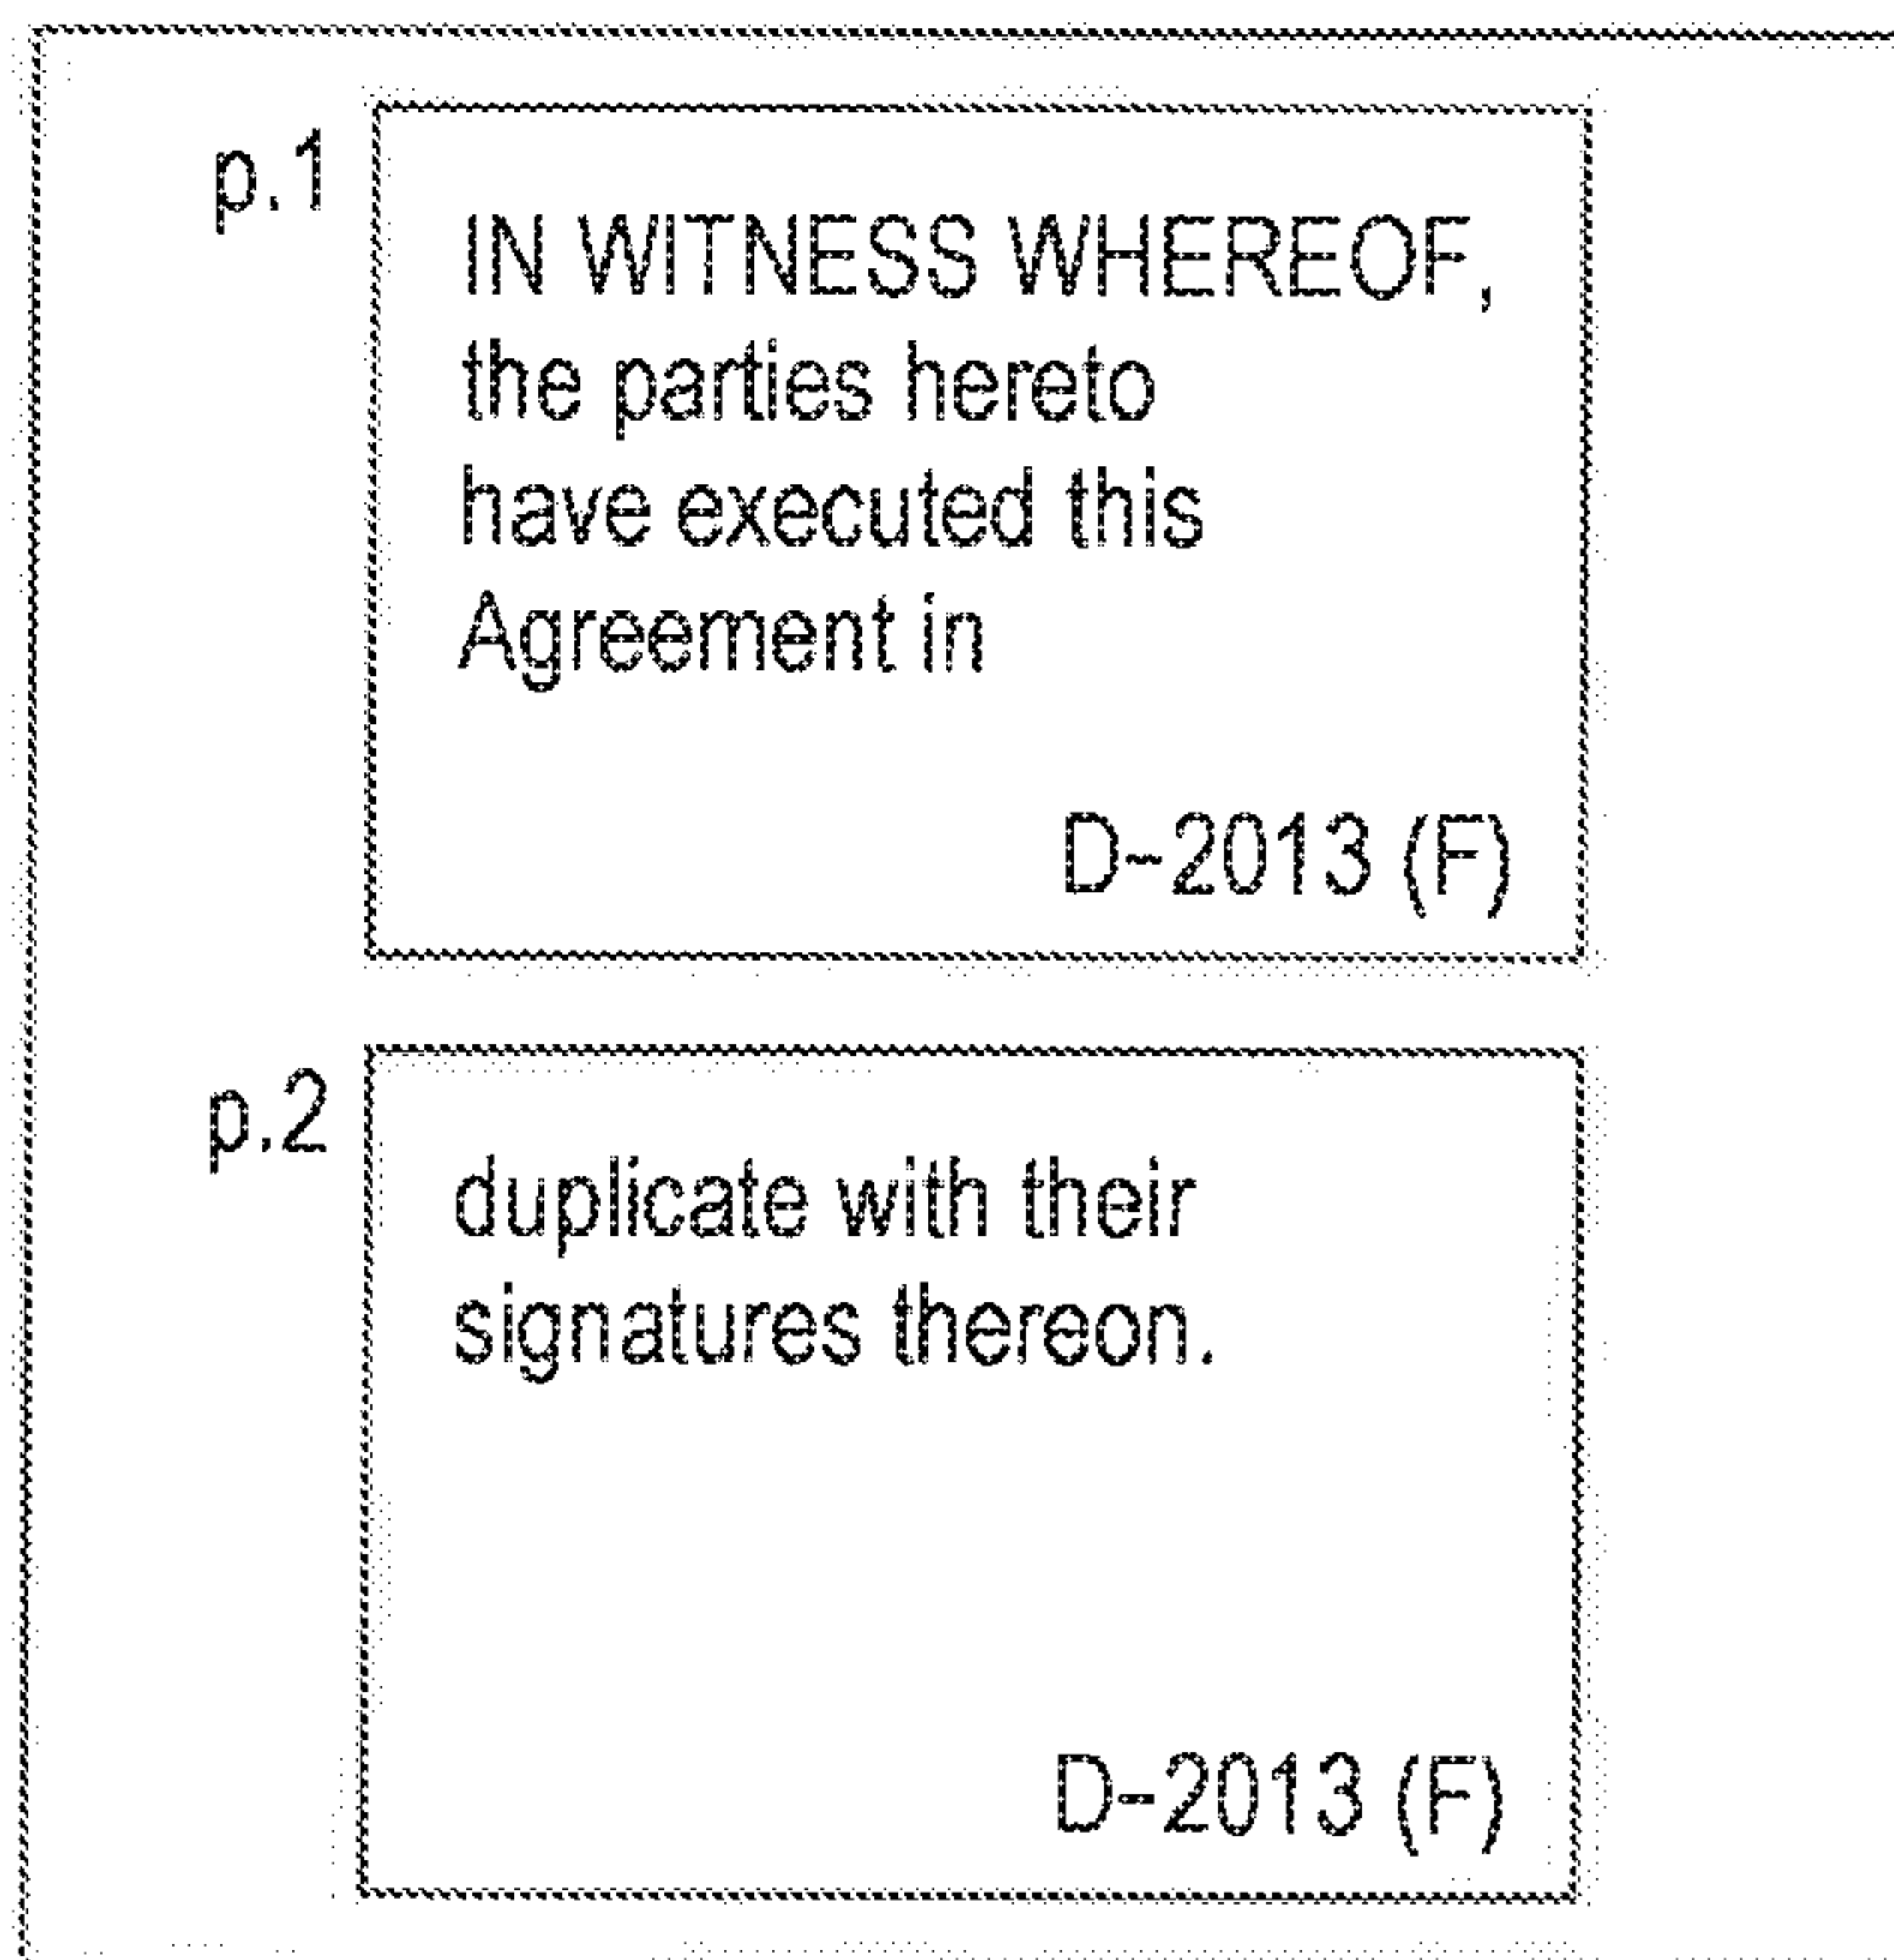 p.1
IN WITNESS WHEREOF,
the parties hereto
have executed this
Agreement in
D-2013 (F)
p.2
duplicate with their
signatures thereon.
D-2013 (F)